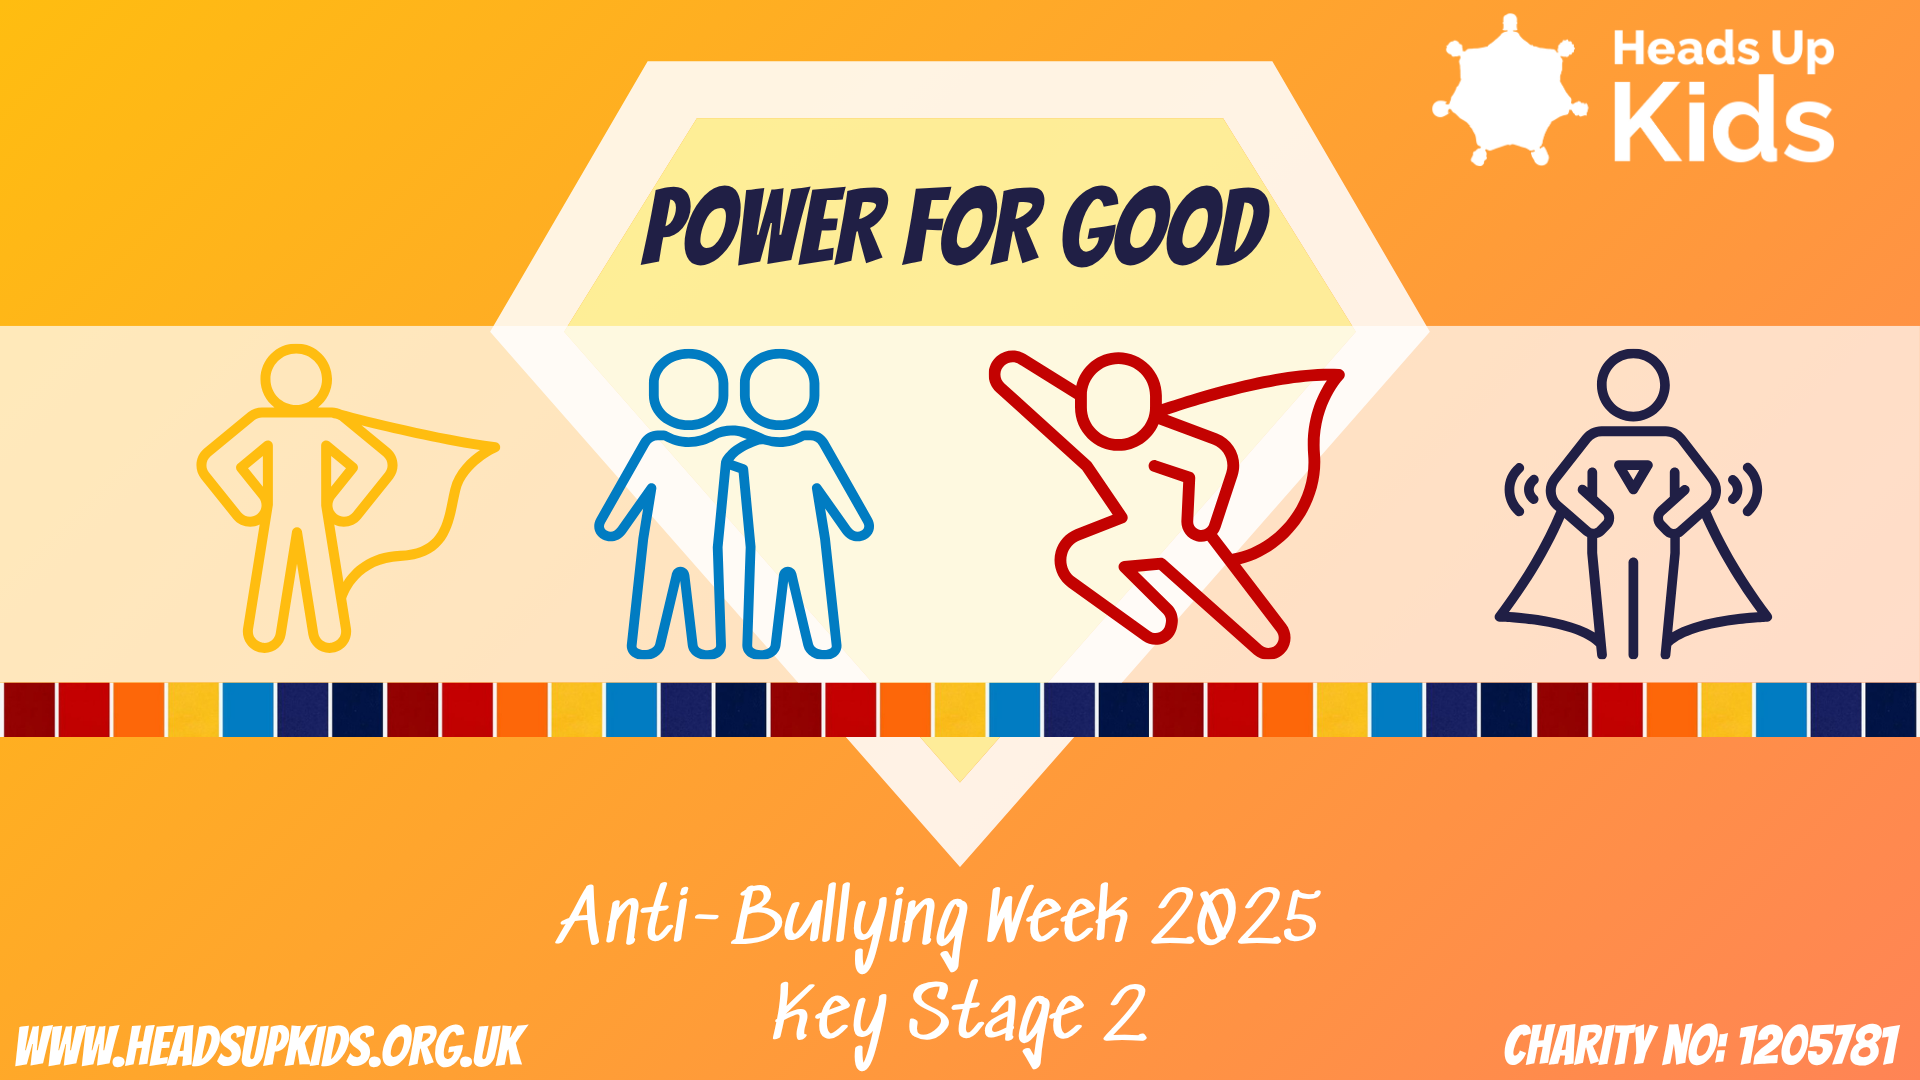 Heads Up
Kids
POWER FOR GOOD
Anti-Bullying Week 2025
Key Stage 2
WWW.HEADSUPKIDS.ORG.UK
CHARITY NO: 1205781